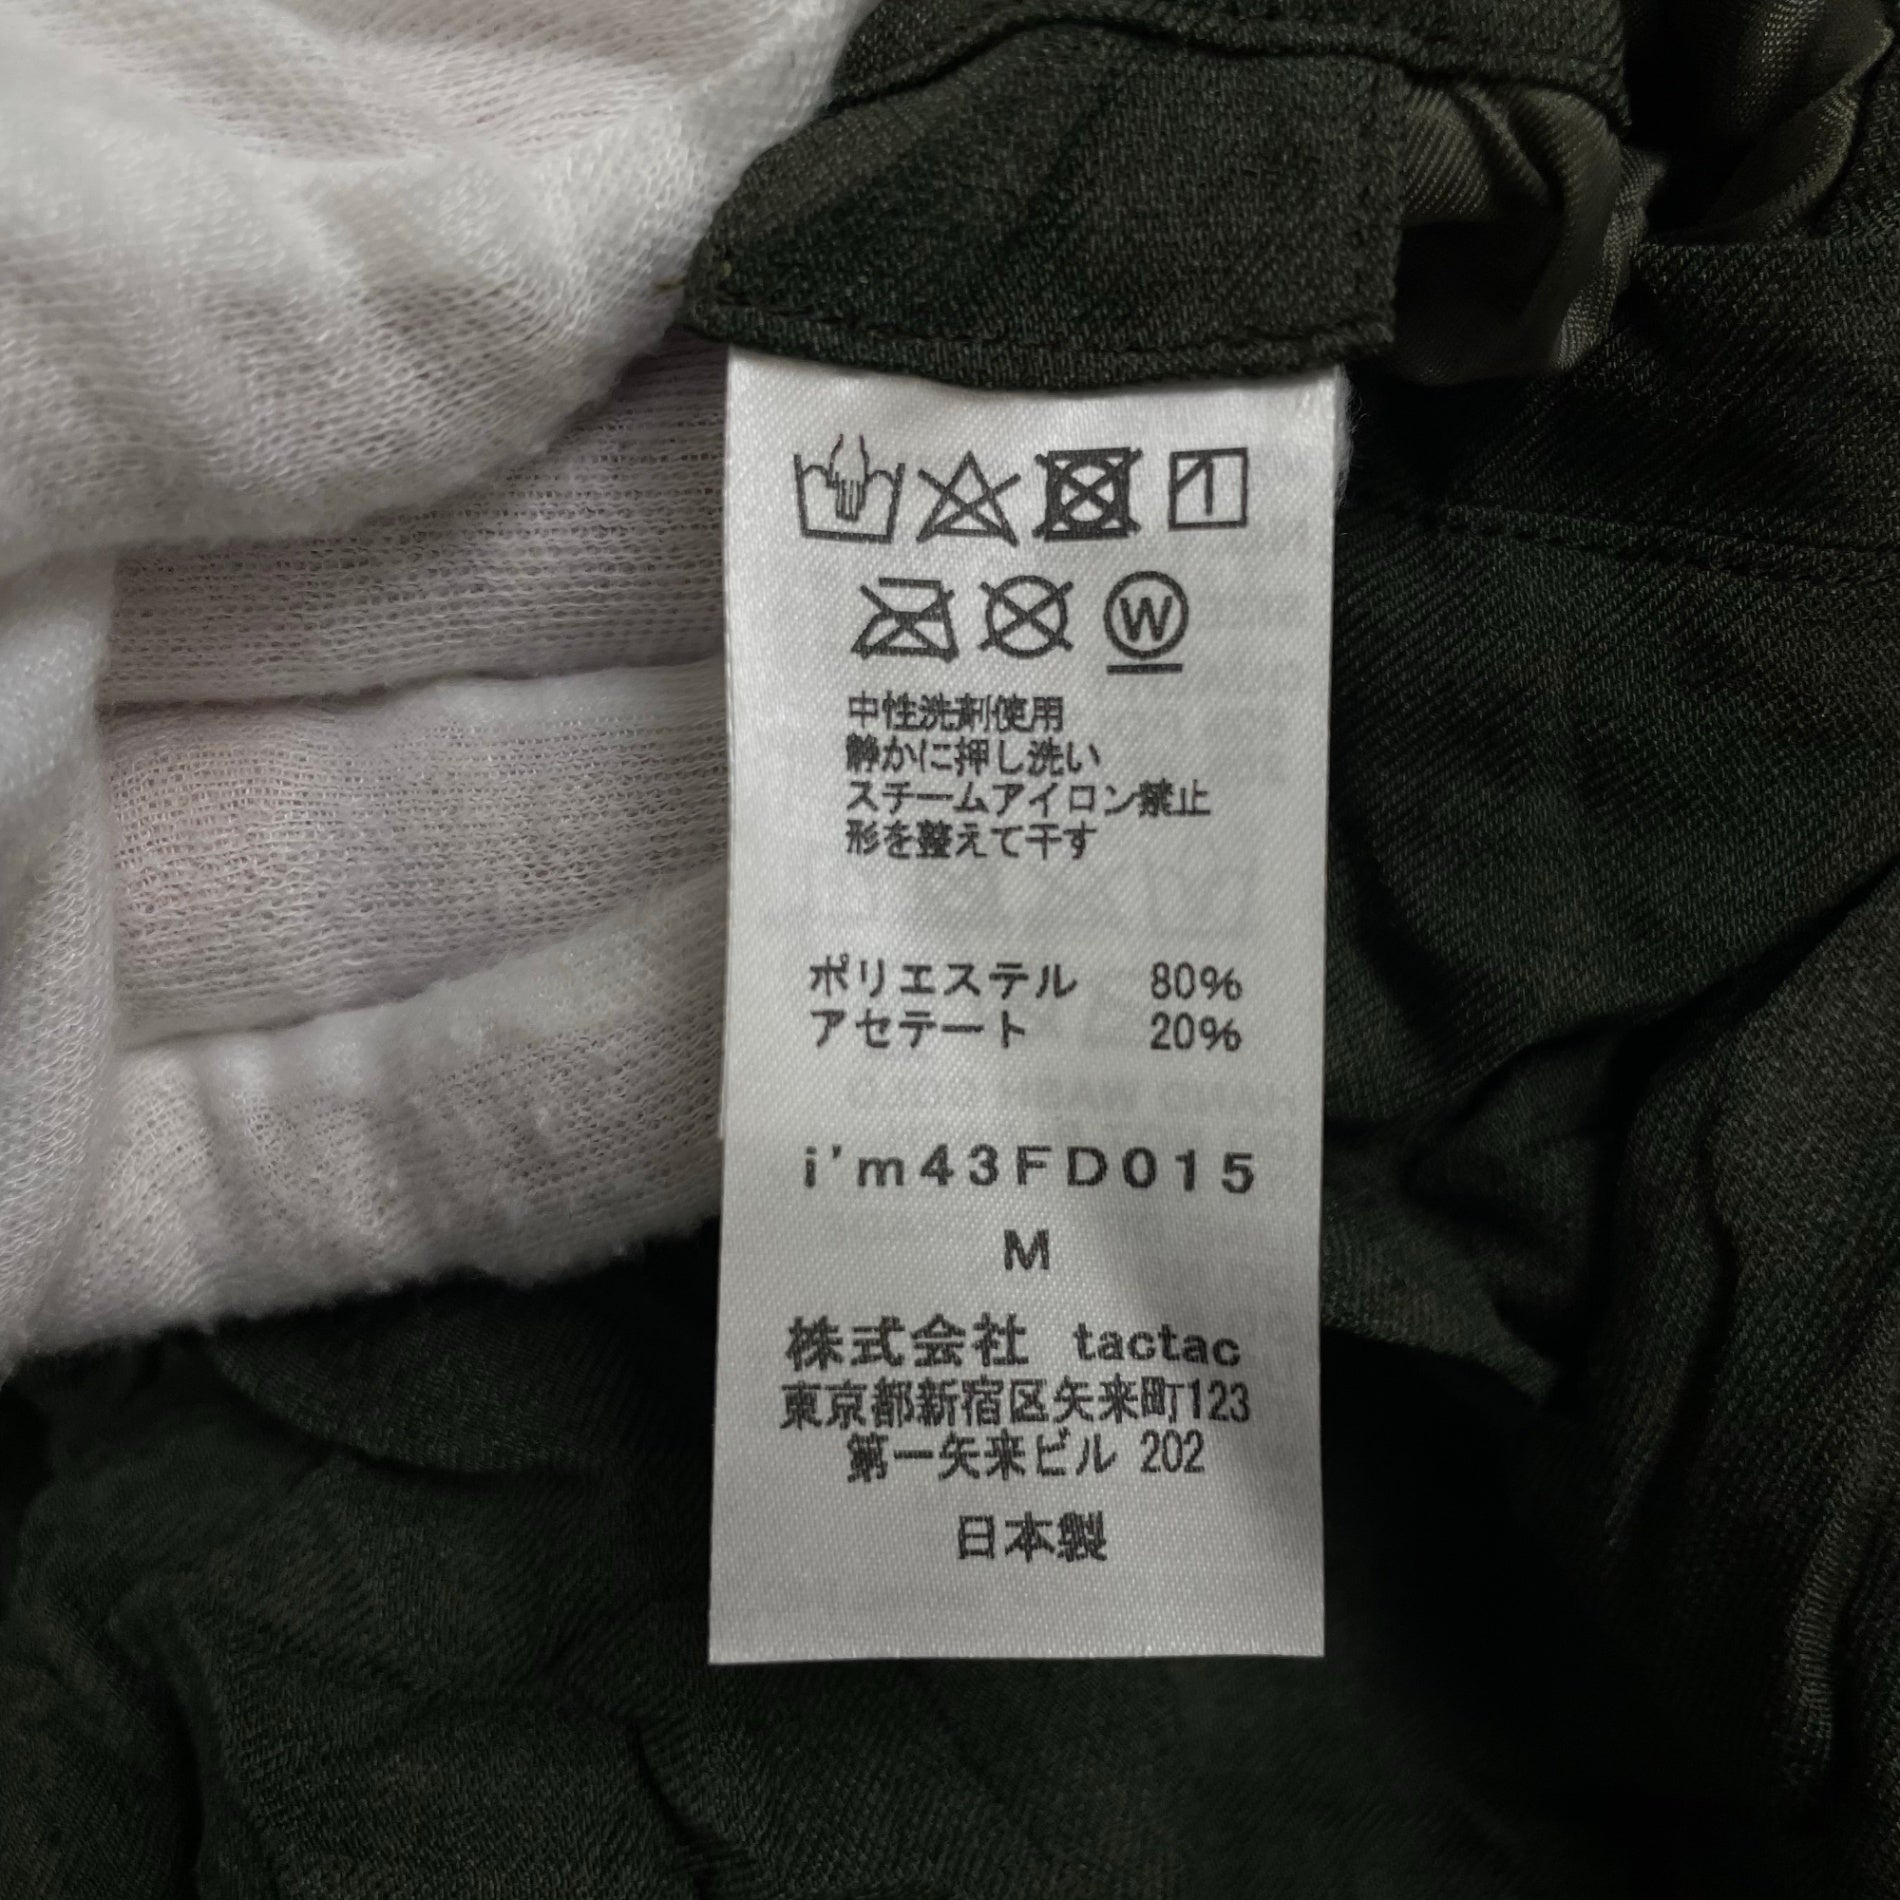 W
中性洗剤使用
静かに押し洗い
スチームアイロン禁止
形を整えて干す
ポリエステル 80%
アセテート 20%
i'm43FD015
M
株式会社 tactac
東京都新宿区矢来町123
第一矢来ビル 202
日本製